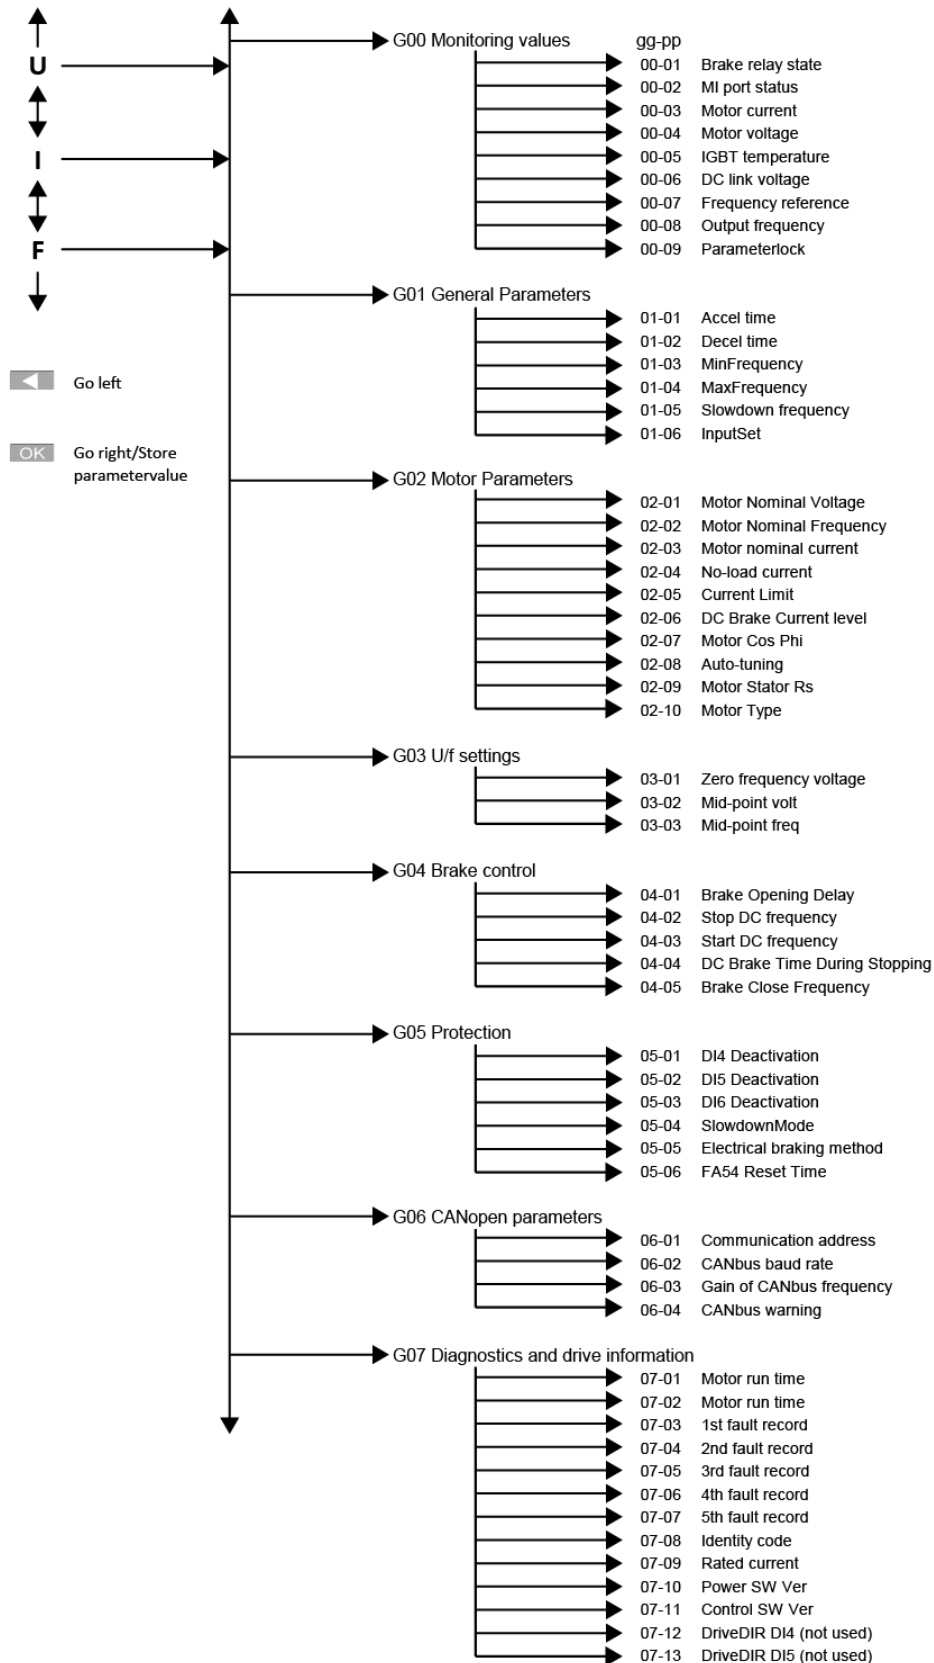 U
I
F
Go left
OK
Go right/Store
parametervalue
G00 Monitoring values
gg-pp
00-01 Brake relay state
00-02 MI port status
00-03 Motor current
00-04 Motor voltage
00-05 IGBT temperature
00-06 DC link voltage
00-07 Frequency reference
00-08 Output frequency
00-09 Parameterlock
G01 General Parameters
01-01 Accel time
01-02 Decel time
01-03 MinFrequency
01-04 MaxFrequency
01-05 Slowdown frequency
01-06 InputSet
G02 Motor Parameters
02-01 Motor Nominal Voltage
02-02 Motor Nominal Frequency
02-03 Motor nominal current
02-04 No-load current
02-05 Current Limit
02-06 DC Brake Current level
02-07 Motor Cos Phi
02-08 Auto-tuning
02-09 Motor Stator Rs
02-10 Motor Type
G03 U/f settings
03-01 Zero frequency voltage
03-02 Mid-point volt
03-03 Mid-point freq
G04 Brake control
04-01 Brake Opening Delay
04-02 Stop DC frequency
04-03 Start DC frequency
04-04 DC Brake Time During Stopping
04-05 Brake Close Frequency
G05 Protection
05-01 DI4 Deactivation
05-02 DI5 Deactivation
05-03 DI6 Deactivation
05-04 SlowdownMode
05-05 Electrical braking method
05-06 FA54 Reset Time
G06 CANopen parameters
06-01 Communication address
06-02 CANbus baud rate
06-03 Gain of CANbus frequency
06-04 CANbus warning
G07 Diagnostics and drive information
07-01 Motor run time
07-02 Motor run time
07-03 1st fault record
07-04 2nd fault record
07-05 3rd fault record
07-06 4th fault record
07-07 5th fault record
07-08 Identity code
07-09 Rated current
07-10 Power SW Ver
07-11 Control SW Ver
07-12 DriveDIR DI4 (not used)
07-13 DriveDIR DI5 (not used)